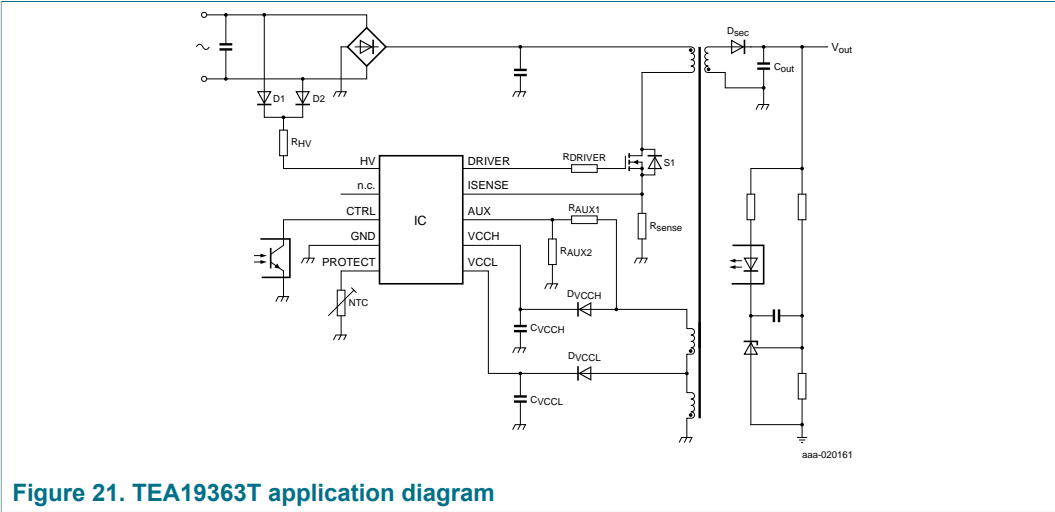 Dsec
Vout
Cout
D1
D2
RHV
HV
n.c.
CTRL
GND
PROTECT
IC
DRIVER
ISENSE
AUX
VCCH
VCCL
RDRIVER
S1
RAUX1
Rsense
RAUX2
NTC
DVCCH
CVCCH
DVCCL
CVCCL
aaa-020161
Figure 21. TEA19363T application diagram